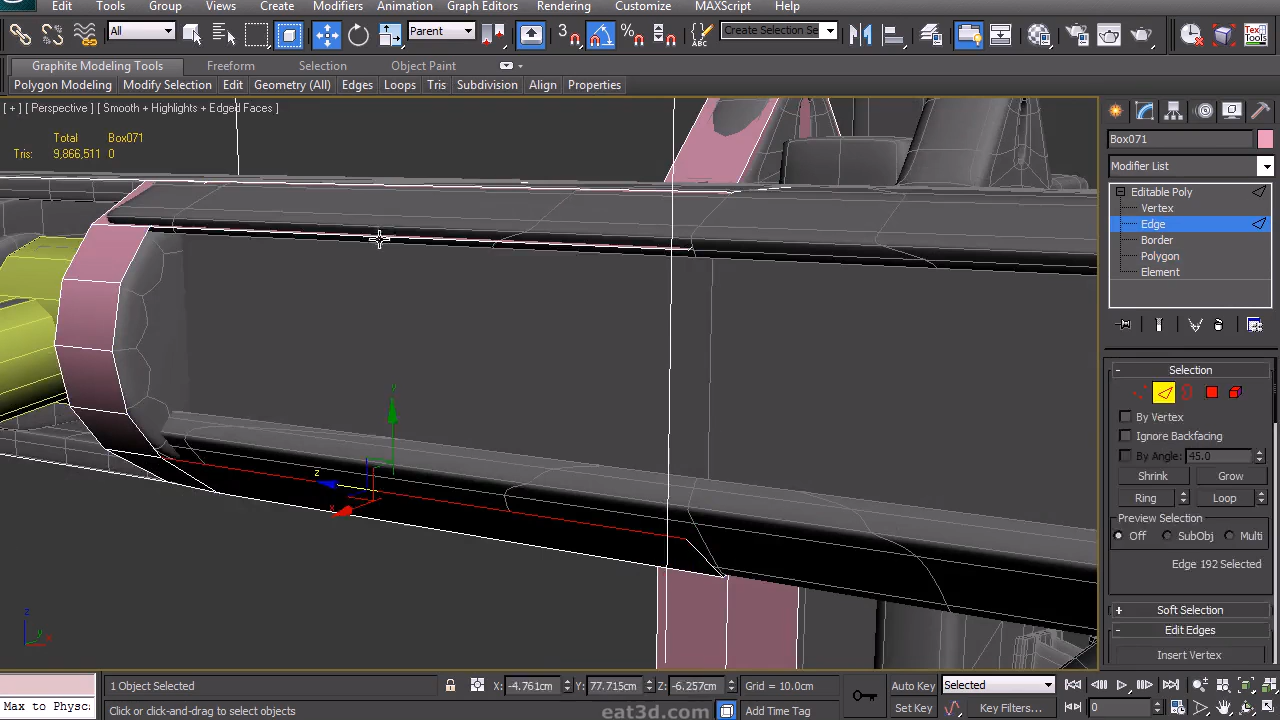 Edit Tools Group Views Create Modifiers Animation Graph Editors Rendering Customize MAXScript Help
All Parent 3 Create Selection Se
Graphite Modeling Tools Freeform Selection Object Paint
Polygon Modeling Modify Selection Edit Geometry (All) Edges Loops Tris Subdivision Align Properties
[ + ] [ Perspective ] [ Smooth + Highlights + Edged Faces ]
Total Box071
Tris: 9,866,511 0
Box071
Modifier List
Editable Poly
Vertex
Edge
Border
Polygon
Element
- Selection
By Vertex
Ignore Backfacing
By Angle: 45.0
Shrink Grow
Ring Loop
Preview Selection
Off SubObj Multi
Edge 192 Selected
+ Soft Selection
- Edit Edges
Insert Vertex
y
z
x
z
y
x
1 Object Selected X: -4.761cm Y: 77.715cm Z: -6.257cm Grid = 10.0cm Auto Key Selected
Max to Physc Click or click-and-drag to select objects Add Time Tag Set Key Key Filters... 0
eat3d.com